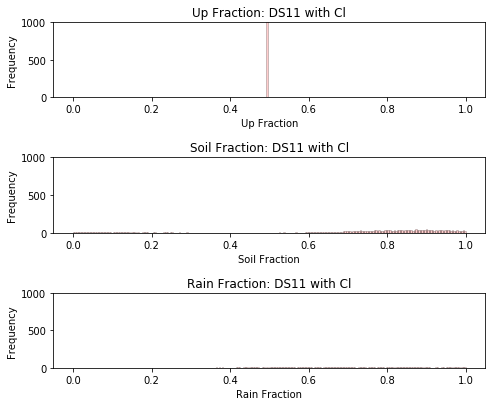 Up Fraction: DS11 with Cl
1000
500
0
Frequency
0.0 0.2 0.4 0.6 0.8 1.0
Up Fraction
Soil Fraction: DS11 with Cl
1000
500
0
Frequency
0.0 0.2 0.4 0.6 0.8 1.0
Soil Fraction
Rain Fraction: DS11 with Cl
1000
500
0
Frequency
0.0 0.2 0.4 0.6 0.8 1.0
Rain Fraction